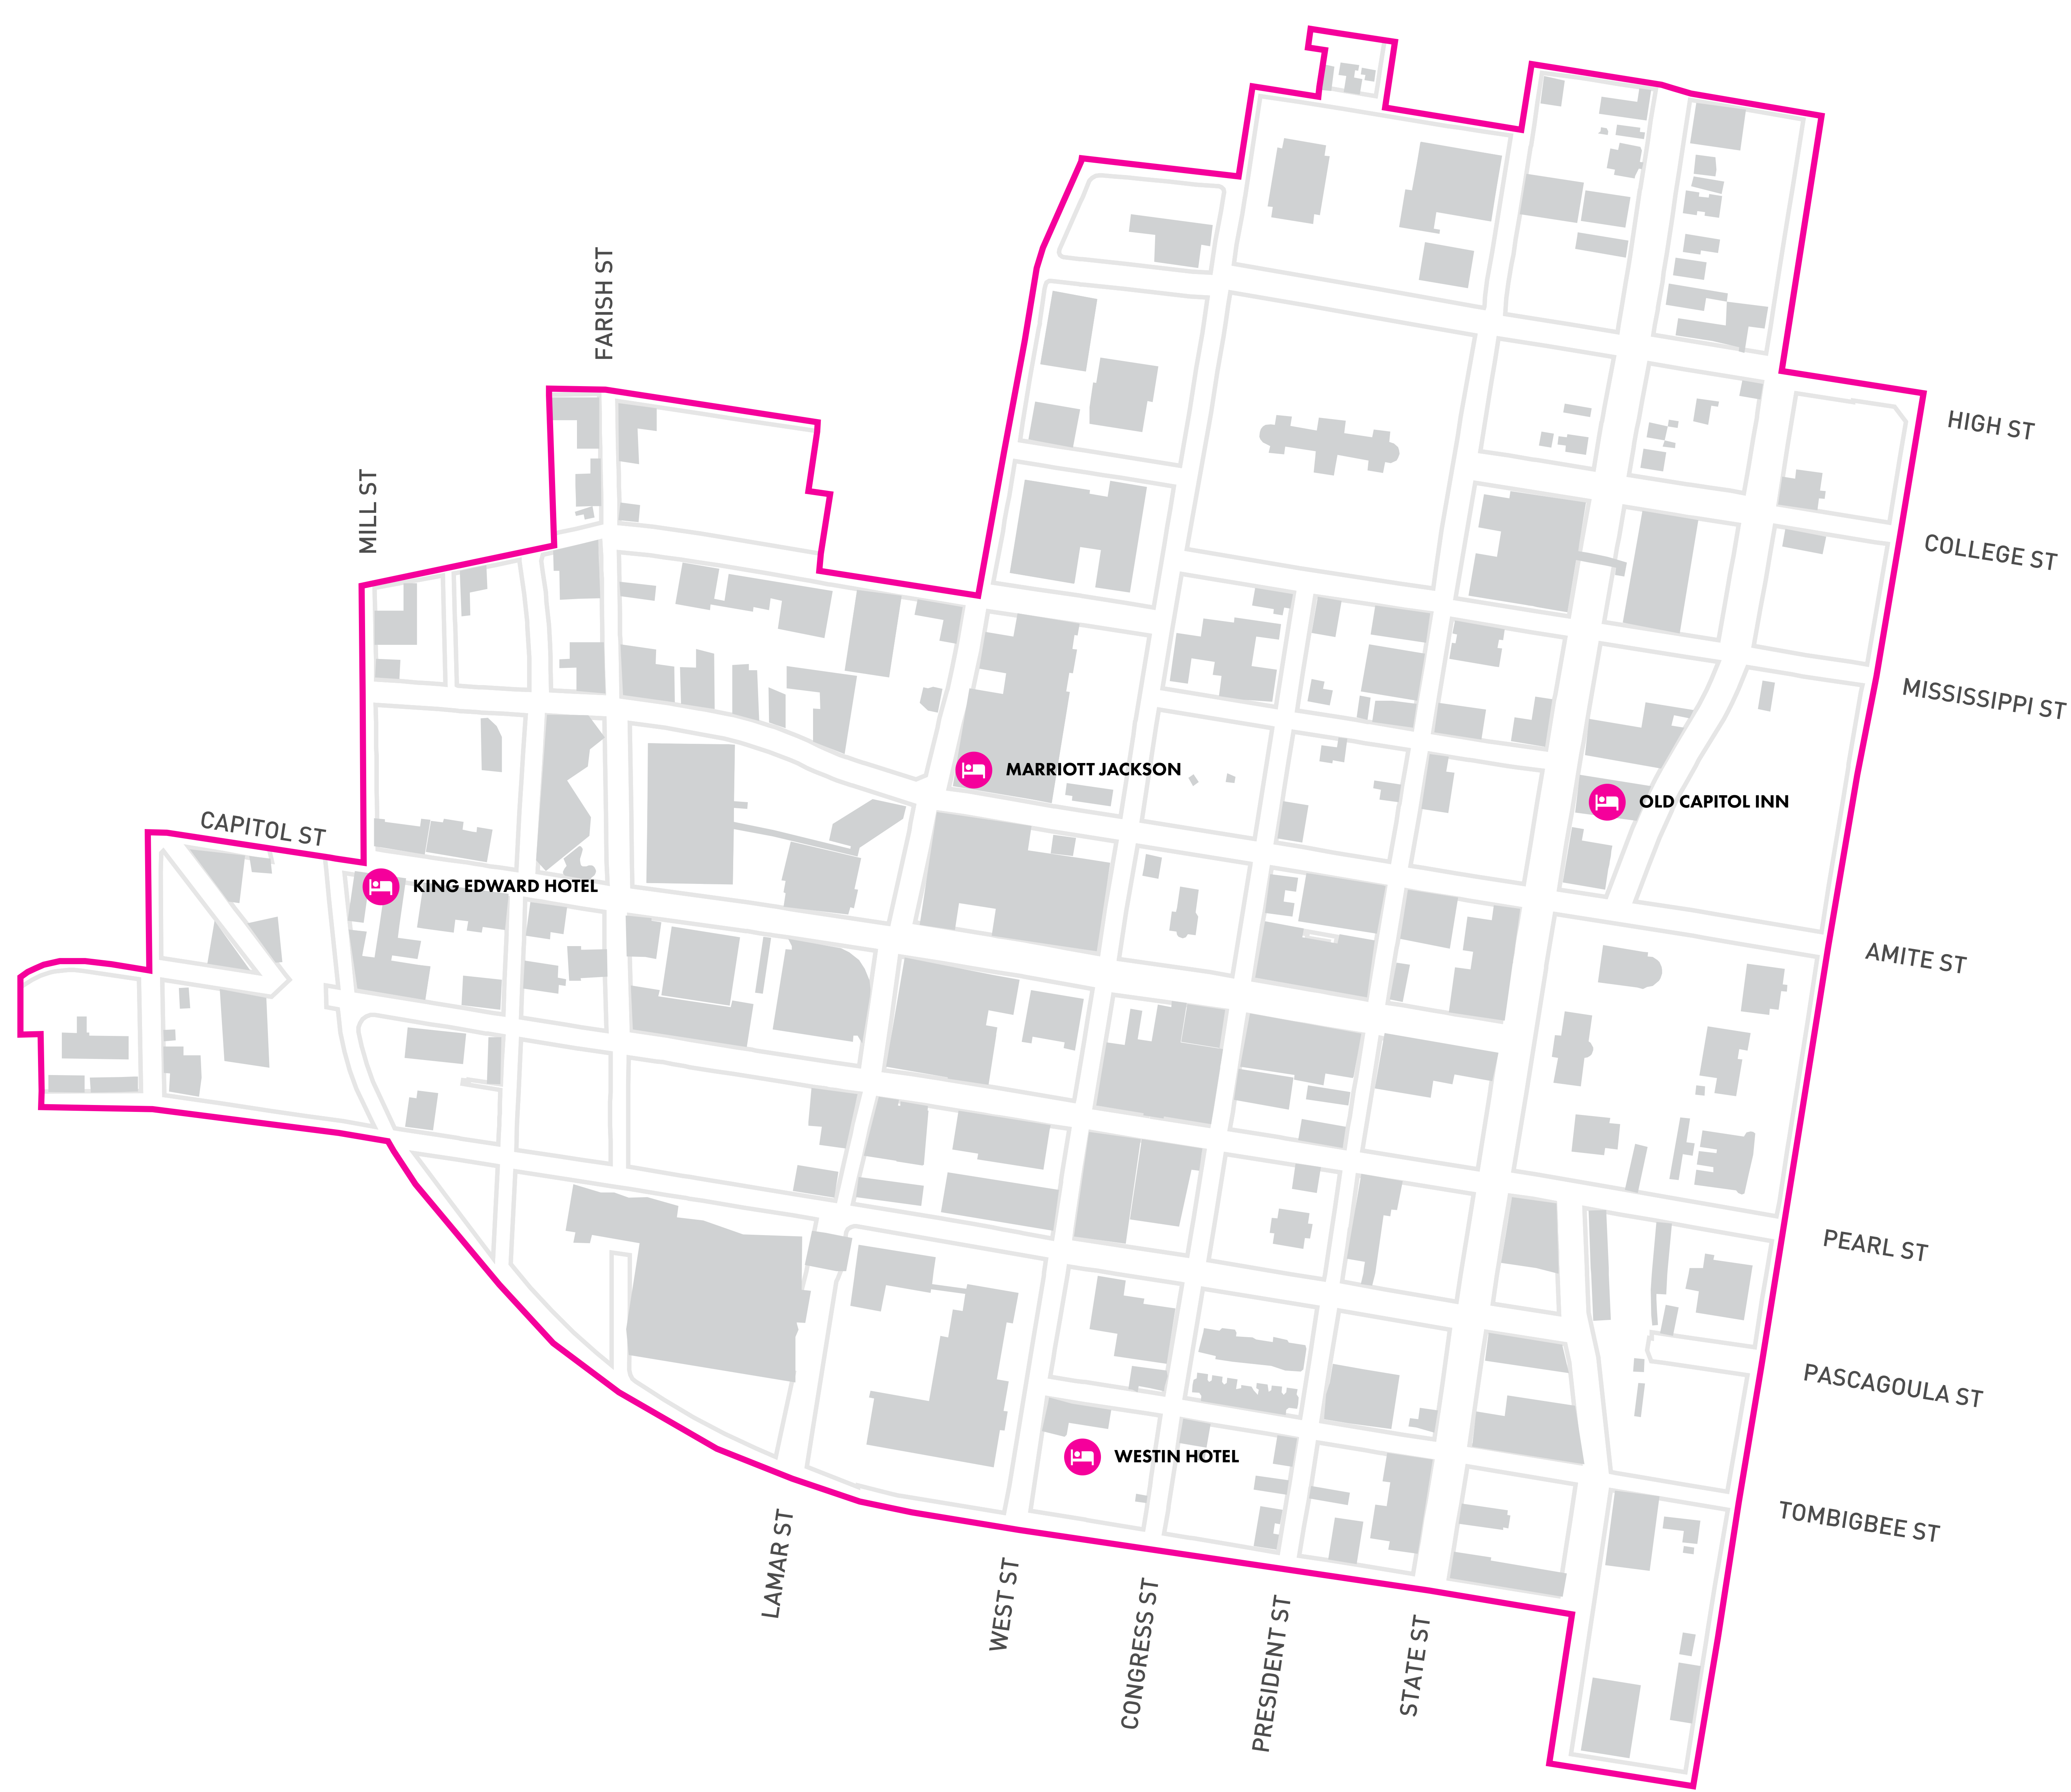 FARISH ST
HIGH ST
MILL ST
COLLEGE ST
MISSISSIPPI ST
MARRIOTT JACKSON
OLD CAPITOL INN
CAPITOL ST
KING EDWARD HOTEL
AMITE ST
PEARL ST
PASCAGOULA ST
WESTIN HOTEL
TOMBIGBEE ST
LAMAR ST
WEST ST
CONGRESS ST
PRESIDENT ST
STATE ST